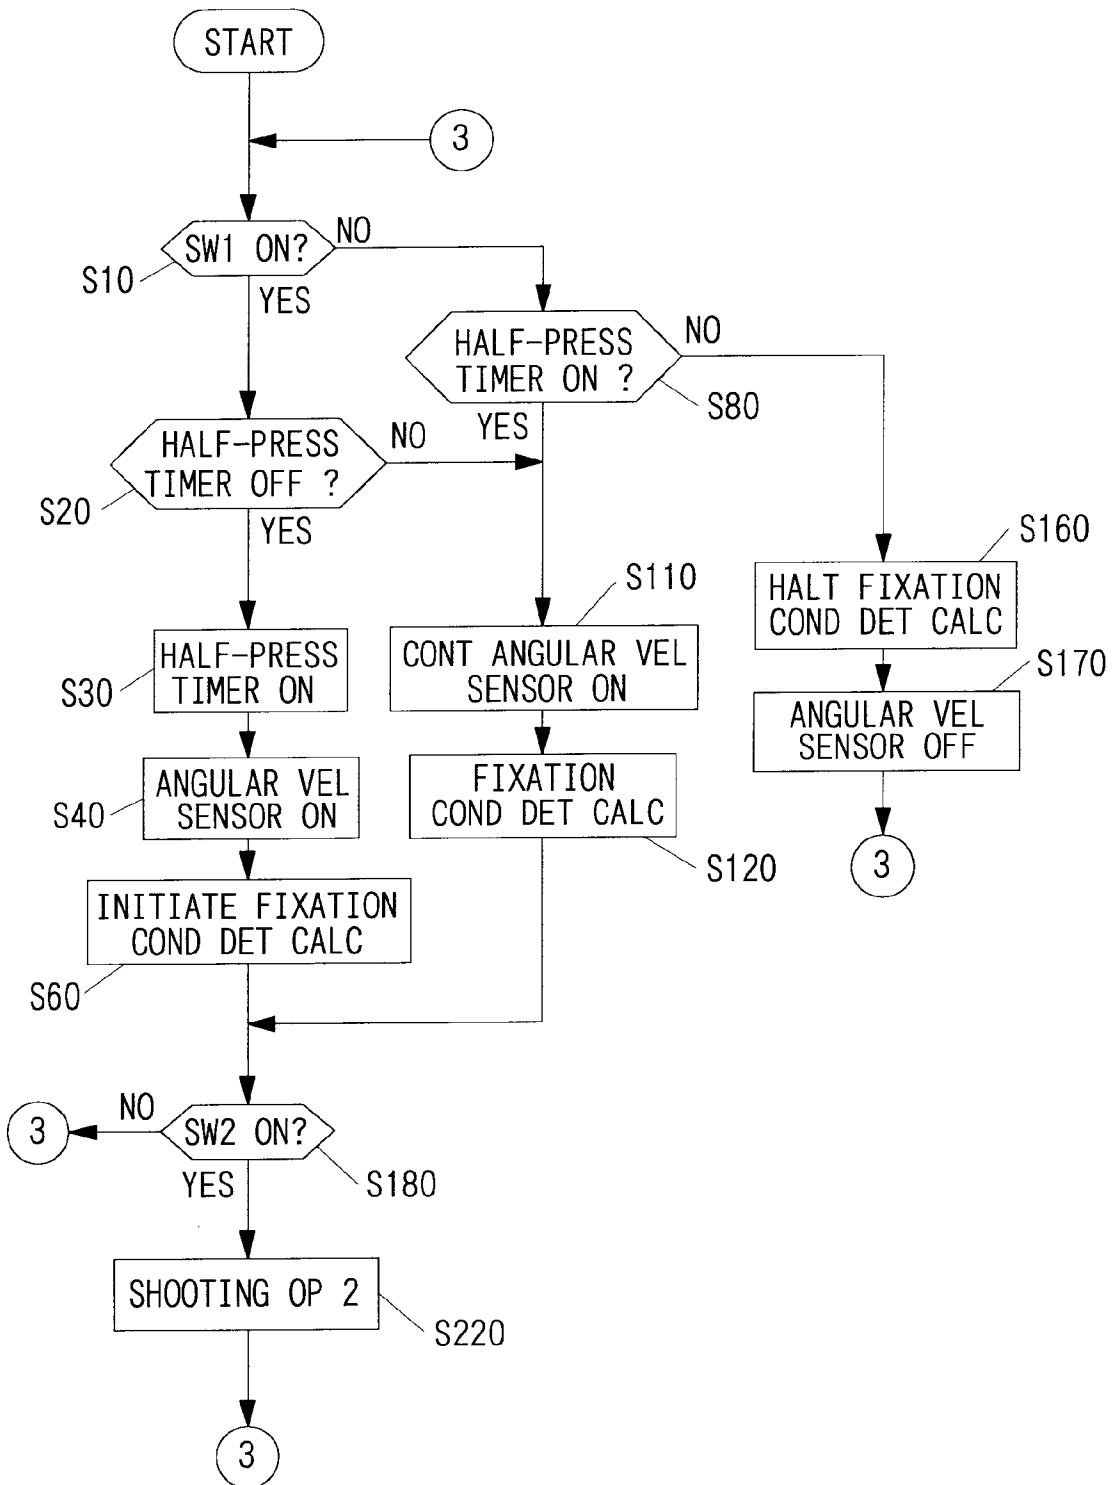 START
3
SW1 ON?
NO
S10
YES
HALF-PRESS
TIMER ON ?
NO
S80
YES
HALF-PRESS
TIMER OFF ?
NO
S20
YES
S160
HALT FIXATION
COND DET CALC
S110
CONT ANGULAR VEL
SENSOR ON
HALF-PRESS
TIMER ON
S30
S170
ANGULAR VEL
SENSOR OFF
ANGULAR VEL
SENSOR ON
S40
FIXATION
COND DET CALC
S120
3
INITIATE FIXATION
COND DET CALC
S60
NO
3
SW2 ON?
YES
S180
SHOOTING OP 2
S220
3